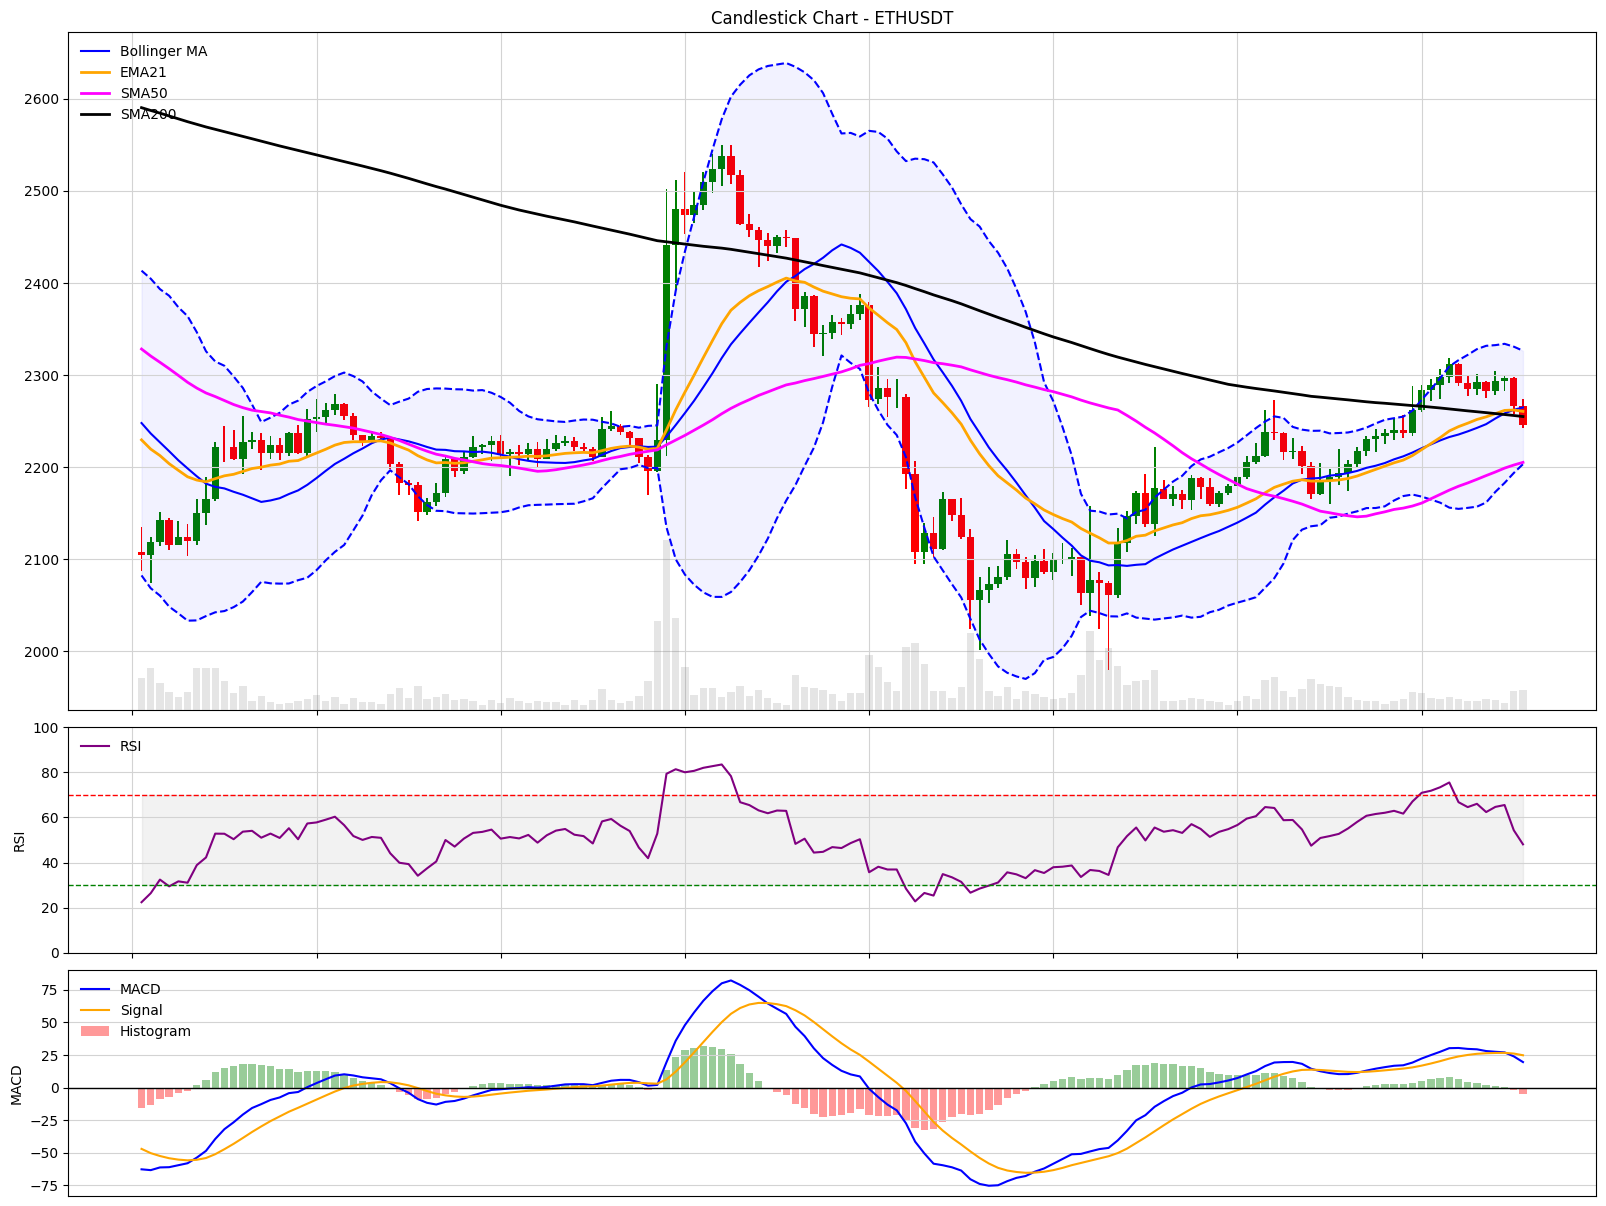 Candlestick Chart - ETHUSDT
Bollinger MA
EMA21
SMA50
SMA200
2600
2500
2400
2300
2200
2100
2000
RSI
100
80
60
40
20
0
RSI
MACD
Signal
Histogram
75
50
25
0
−25
−50
−75
MACD